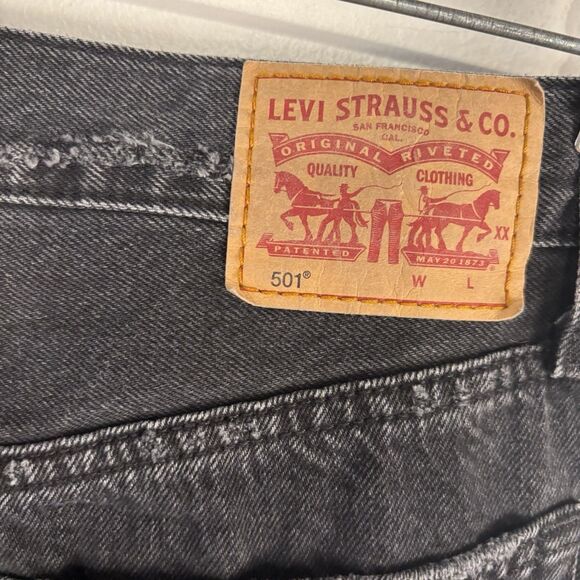 LEVI STRAUSS & CO.
SAN FRANCISCO
CAL.
ORIGINAL RIVETED
QUALITY CLOTHING
XX
PATENTED MAY 20 1873
501® W L